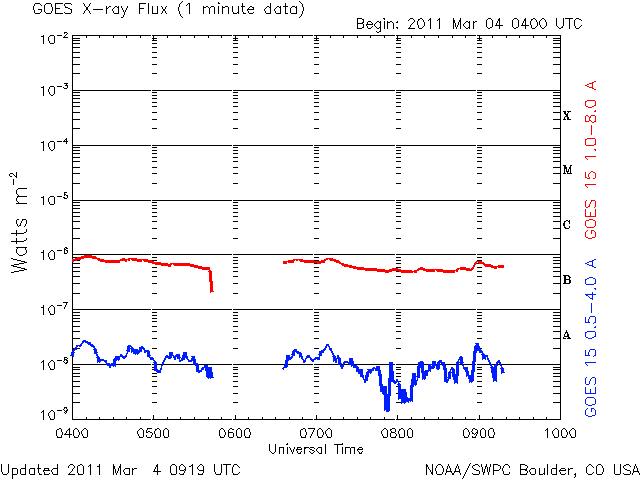 GOES X-ray Flux (1 minute data)
Begin: 2011 Mar 04 0400 UTC
10-2
10-3
10-4
10-5
10-6
10-7
10-8
10-9
Watts m-2
X
M
C
B
A
GOES 15 1.0-8.0 A
GOES 15 0.5-4.0 A
0400 0500 0600 0700 0800 0900 1000
Universal Time
Updated 2011 Mar 4 0919 UTC
NOAA/SWPC Boulder, CO USA